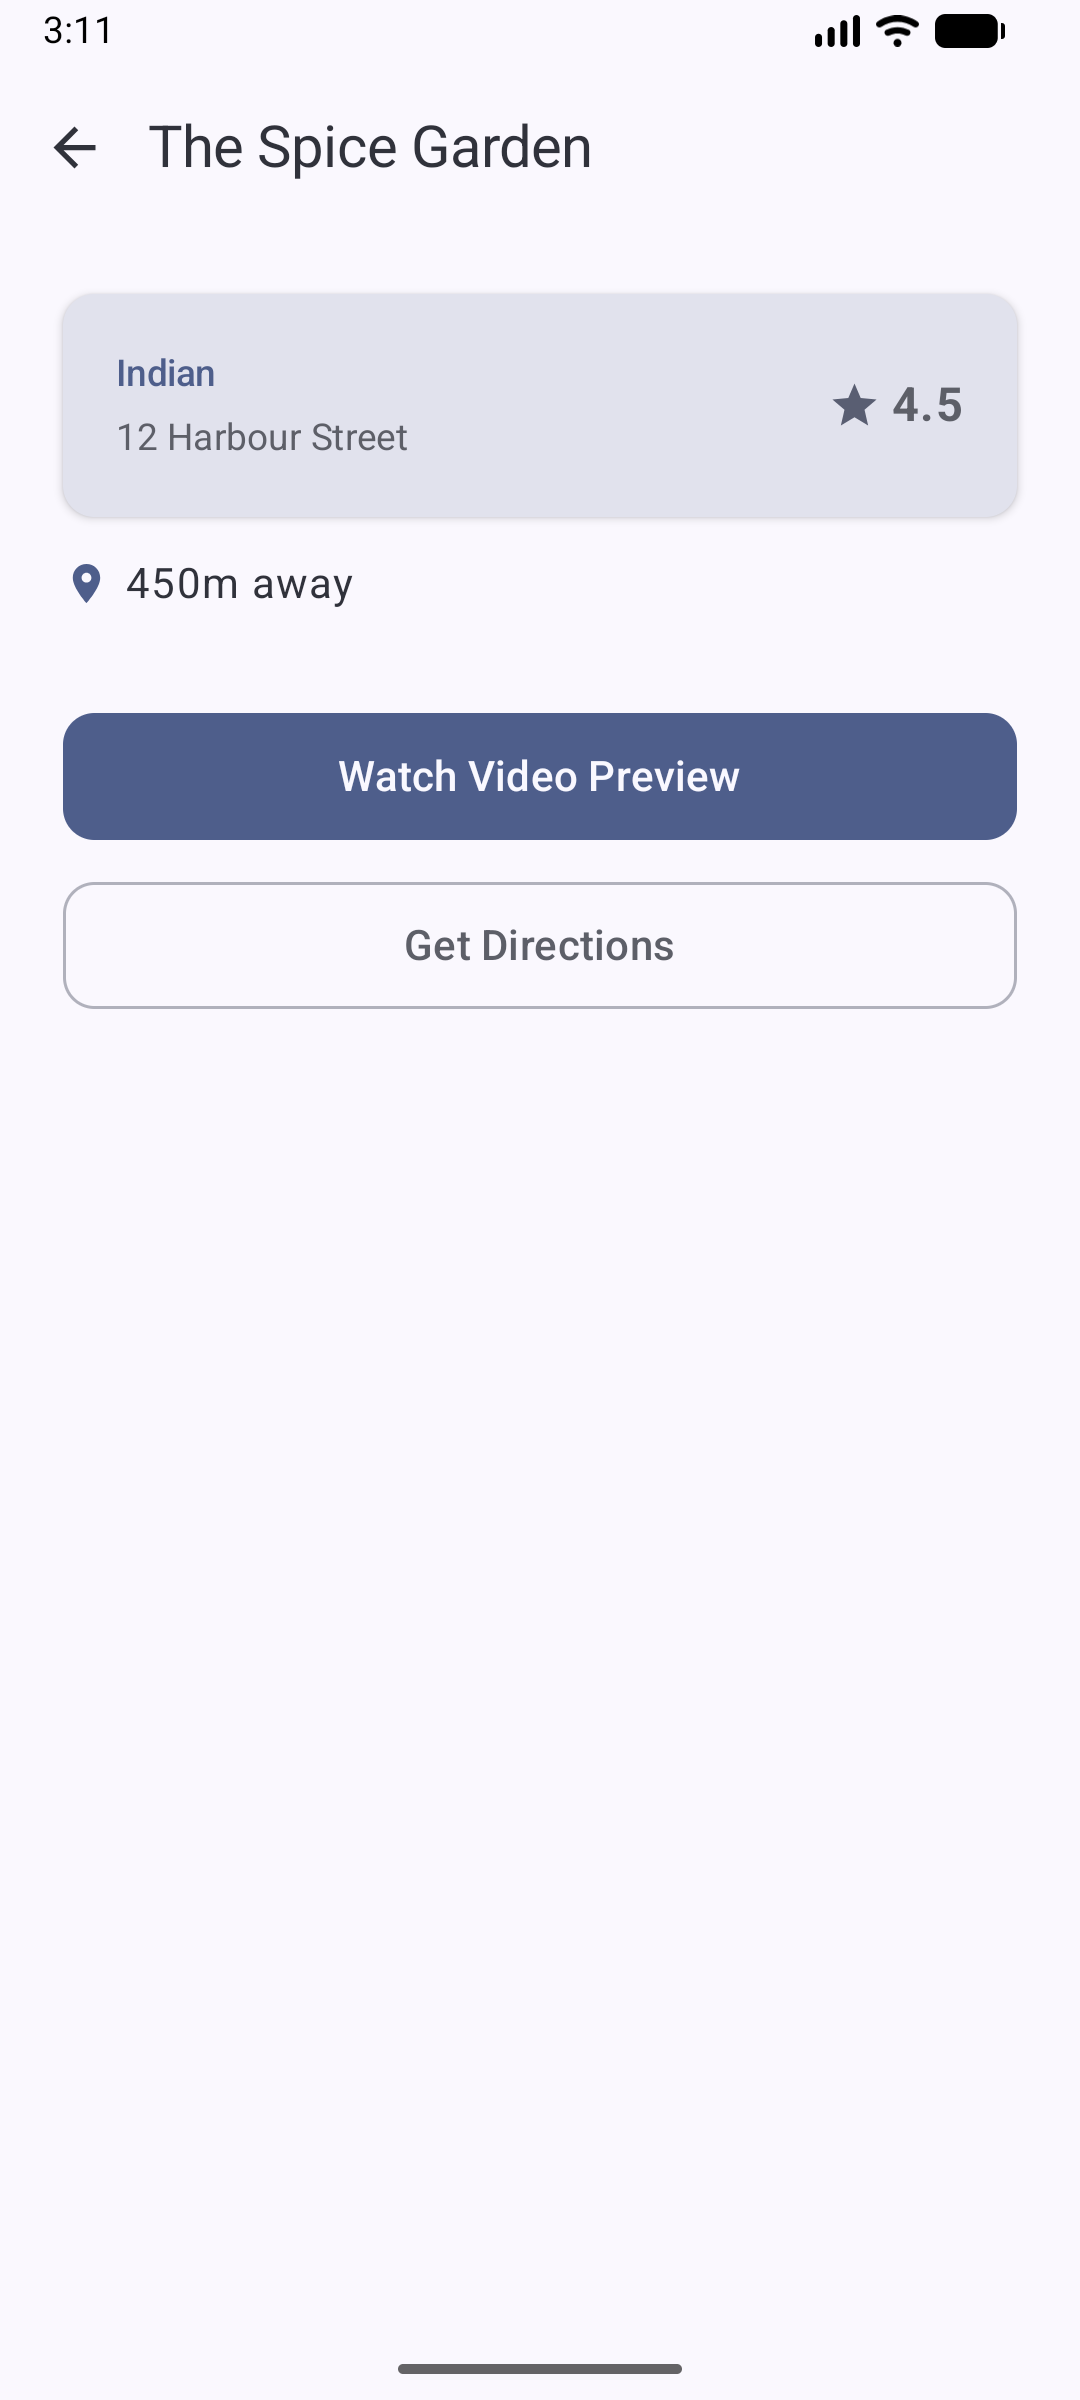 3:11
The Spice Garden
Indian
12 Harbour Street
4.5
450m away
Watch Video Preview
Get Directions